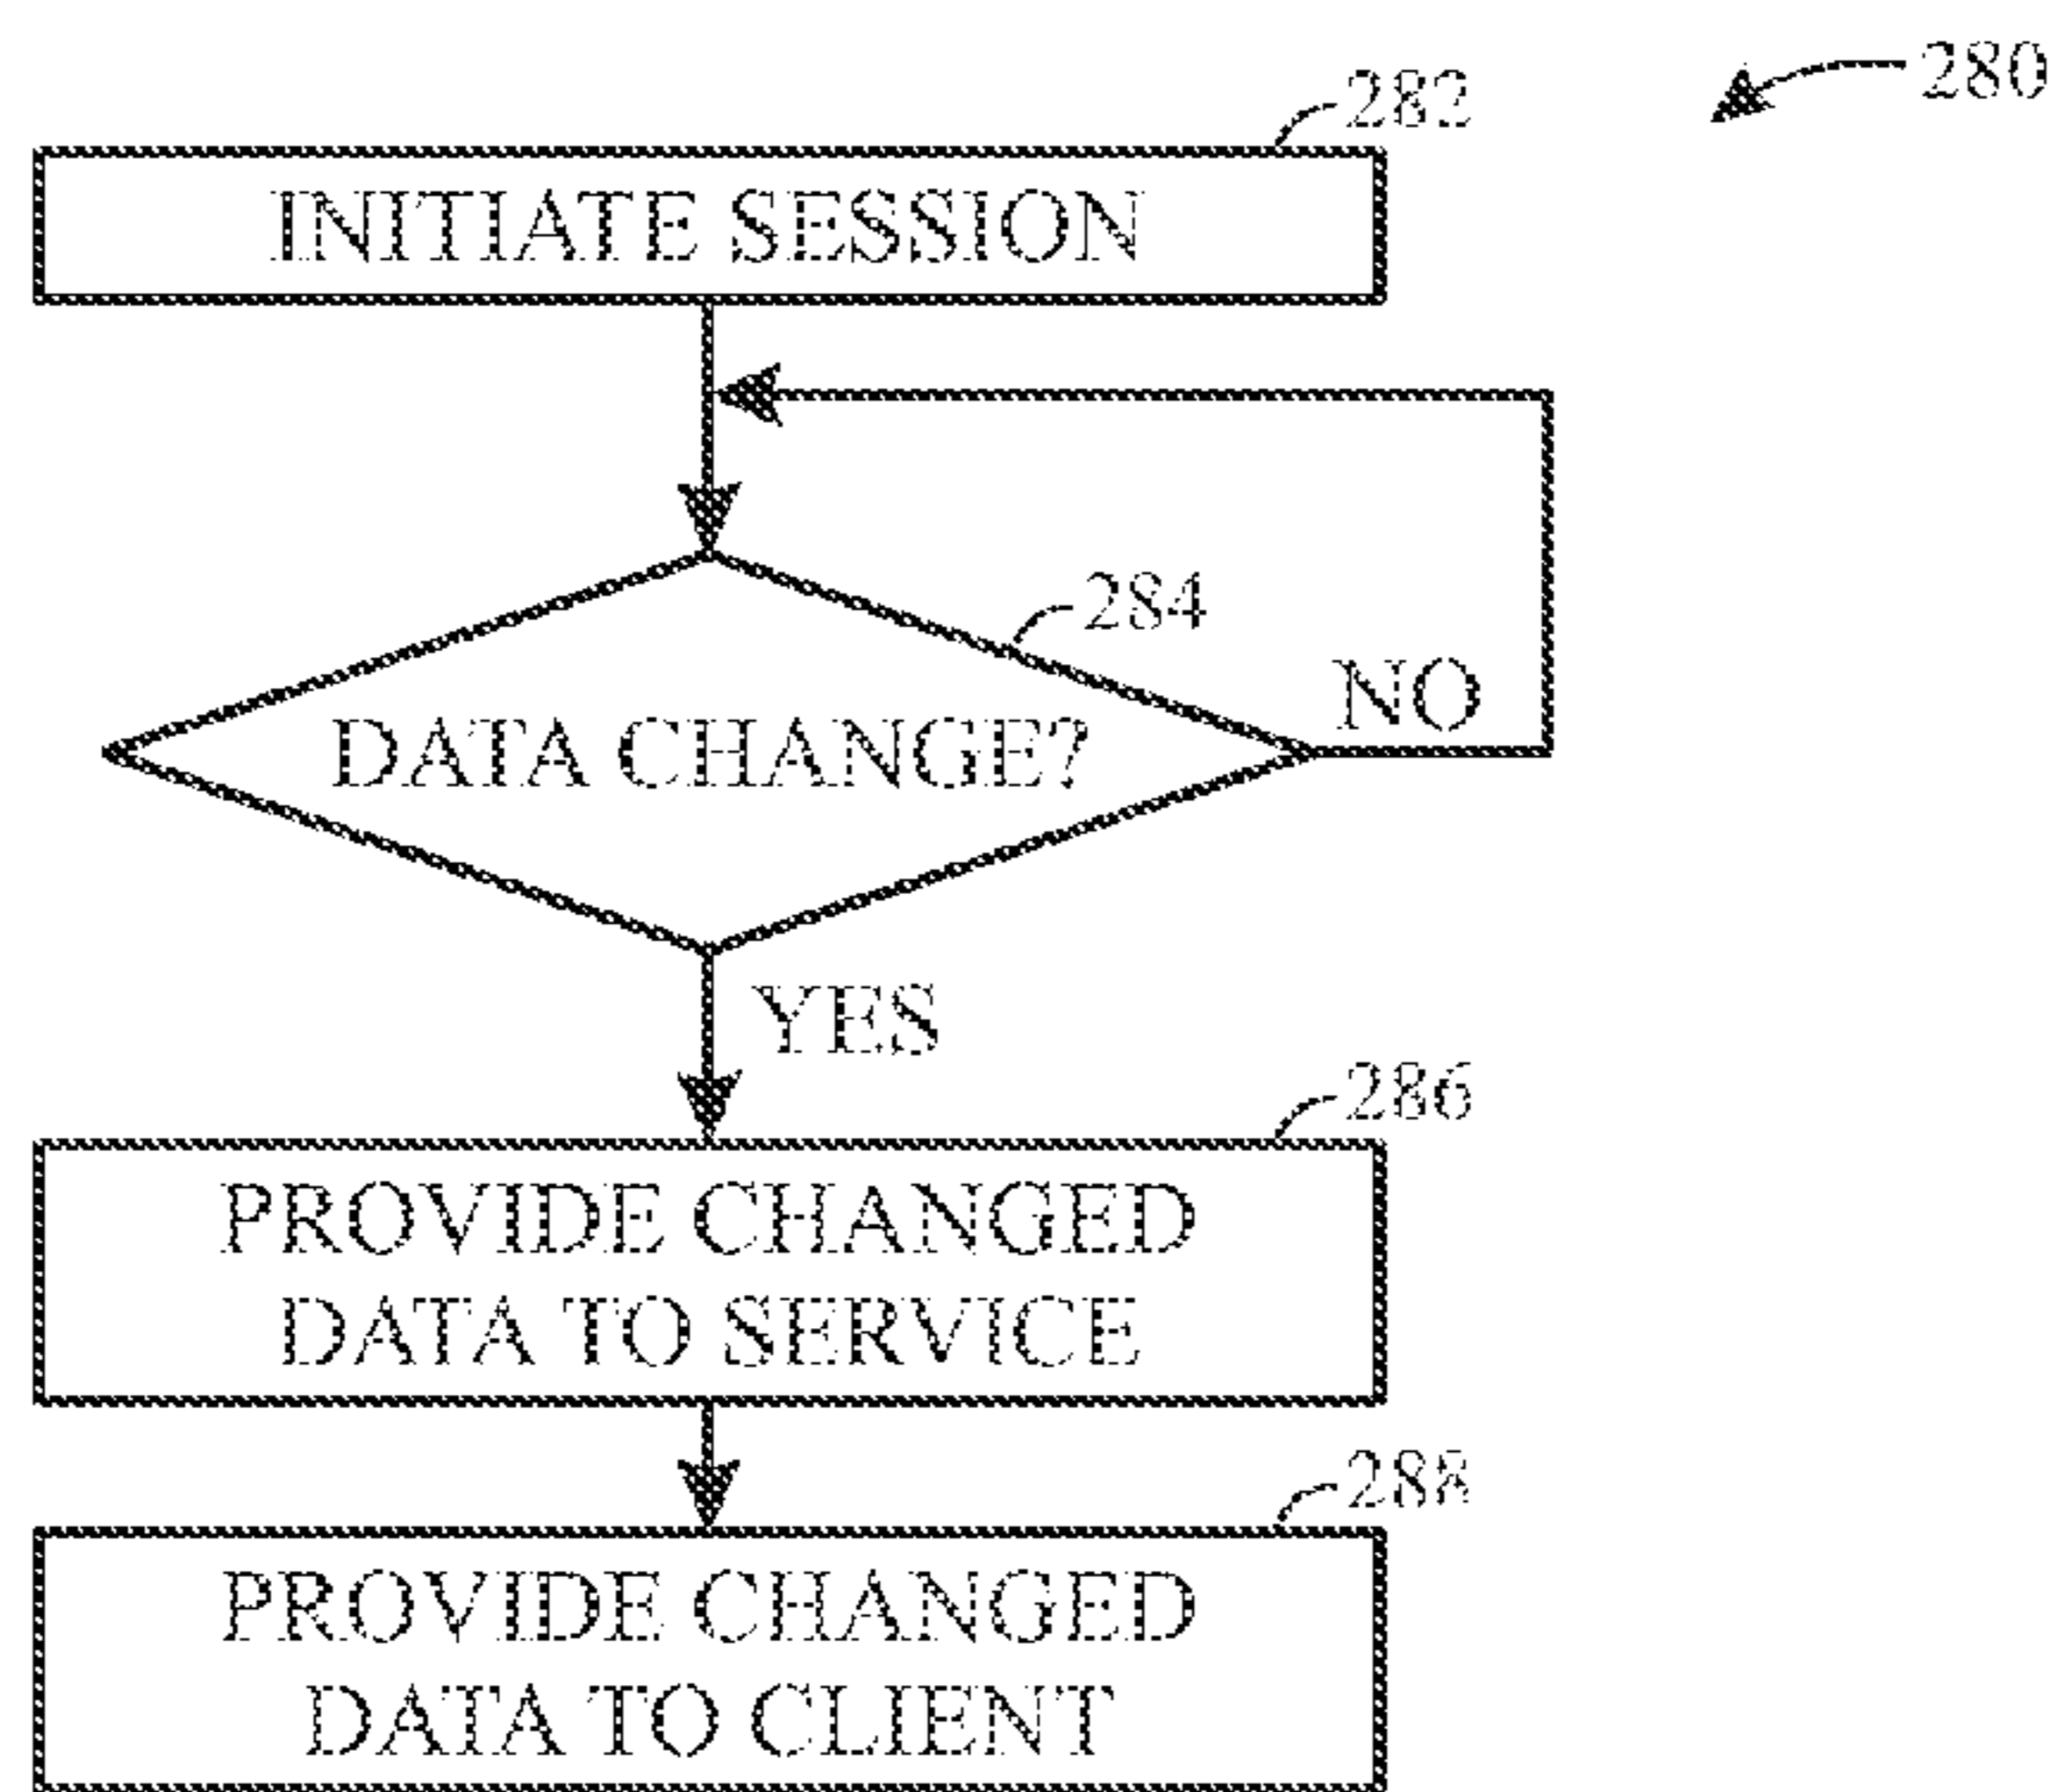 280
282
INITIATE SESSION
284
NO
DATA CHANGE?
YES
286
PROVIDE CHANGED
DATA TO SERVICE
288
PROVIDE CHANGED
DATA TO CLIENT